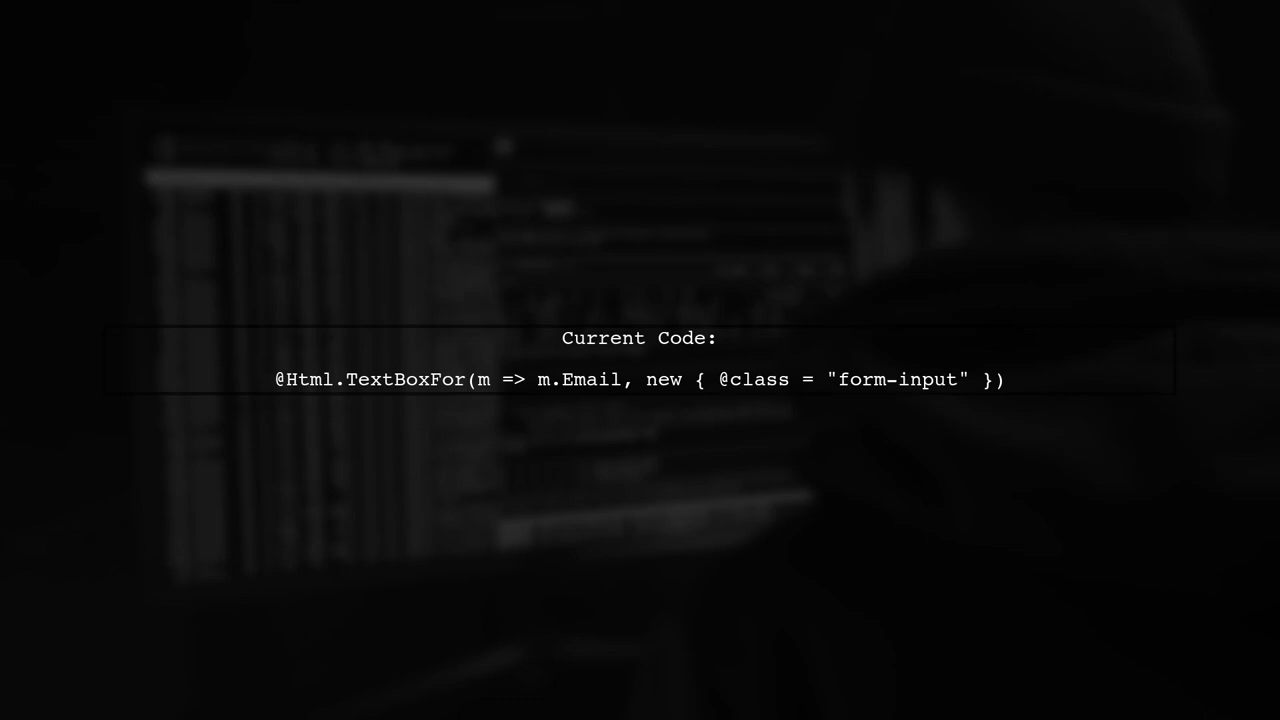 Current Code:
@Html.TextBoxFor(m => m.Email, new { @class = "form-input" })